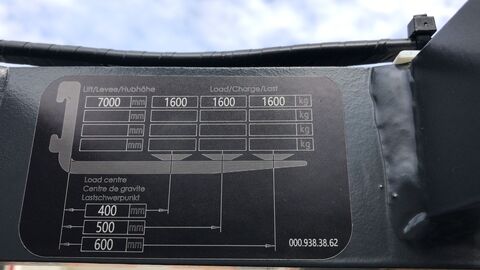 Lift/Levee/Hubhöhe Load/Charge/Last
7000 mm 1600 1600 1600 kg
mm kg
mm kg
mm kg
Load centre
Centre de gravite
Lastschwerpunkt
400 mm
500 mm
600 mm
000.938.38.62